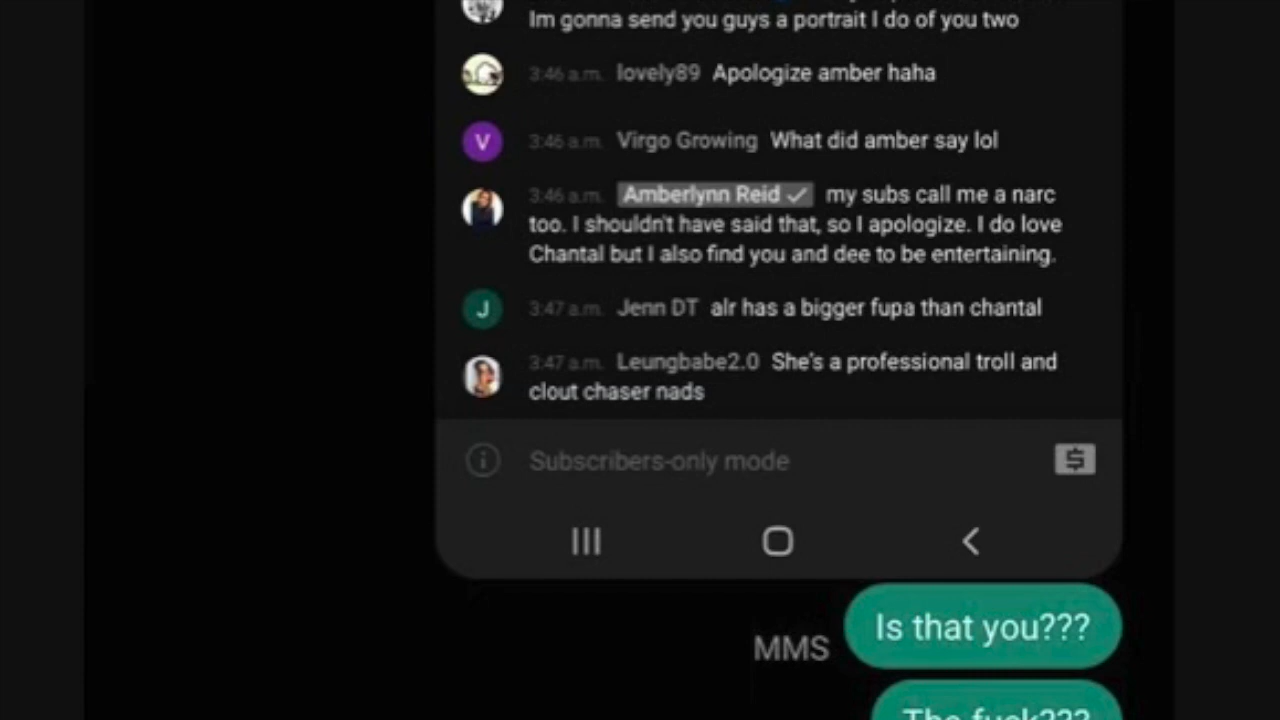 Im gonna send you guys a portrait I do of you two
3:46 a.m. lovely89 Apologize amber haha
V 3:46 a.m. Virgo Growing What did amber say lol
3:46 a.m. Amberlynn Reid ✓ my subs call me a narc
too. I shouldn't have said that, so I apologize. I do love
Chantal but I also find you and dee to be entertaining.
J 3:47 a.m. Jenn DT alr has a bigger fupa than chantal
3:47 a.m. Leungbabe2.0 She's a professional troll and
clout chaser nads
Subscribers-only mode
Is that you???
MMS
The fuck???